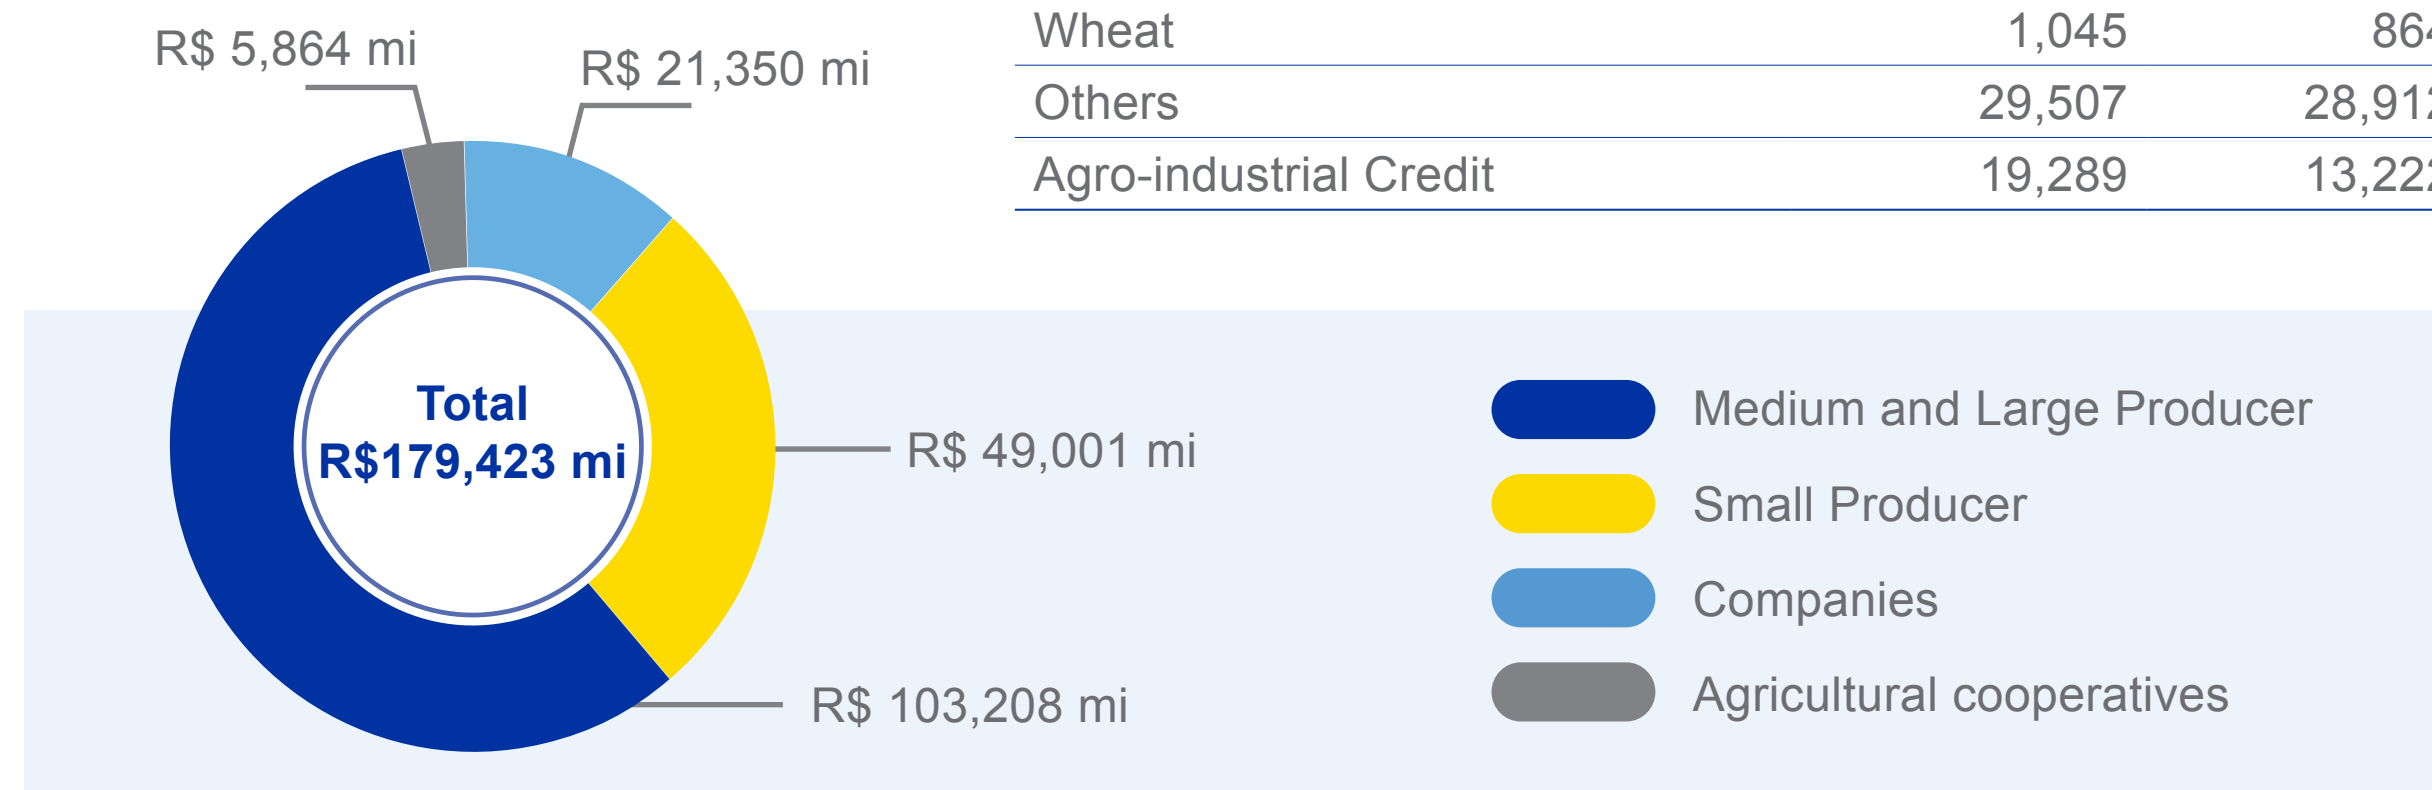 Wheat 1,045
Others 29,507
Agro-industrial Credit 19,289
R$ 5,864 mi
R$ 21,350 mi
Total
R$179,423 mi
R$ 49,001 mi
R$ 103,208 mi
Medium and Large Producer
Small Producer
Companies
Agricultural cooperatives